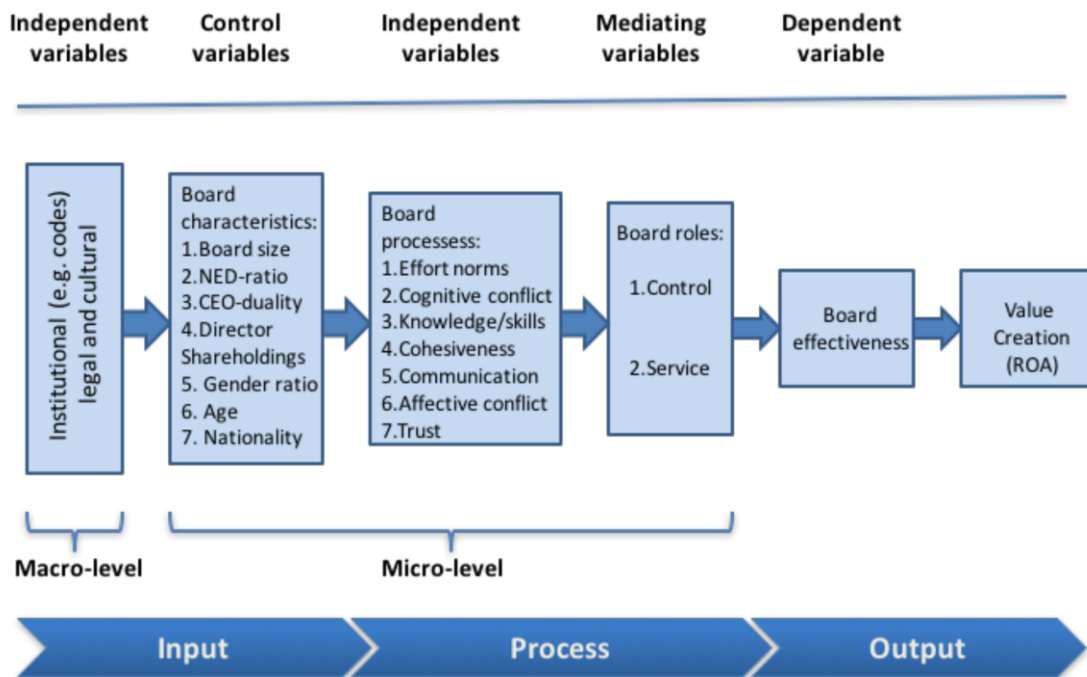 Independent
variables
Control
variables
Independent
variables
Mediating
variables
Dependent
variable
Institutional (e.g. codes)
legal and cultural
Board
characteristics:
1.Board size
2.NED-ratio
3.CEO-duality
4.Director
Shareholdings
5. Gender ratio
6. Age
7. Nationality
Board
processess:
1.Effort norms
2.Cognitive conflict
3.Knowledge/skills
4.Cohesiveness
5.Communication
6.Affective conflict
7.Trust
Board roles:
1.Control
2.Service
Board
effectiveness
Value
Creation
(ROA)
Macro-level
Micro-level
Input
Process
Output